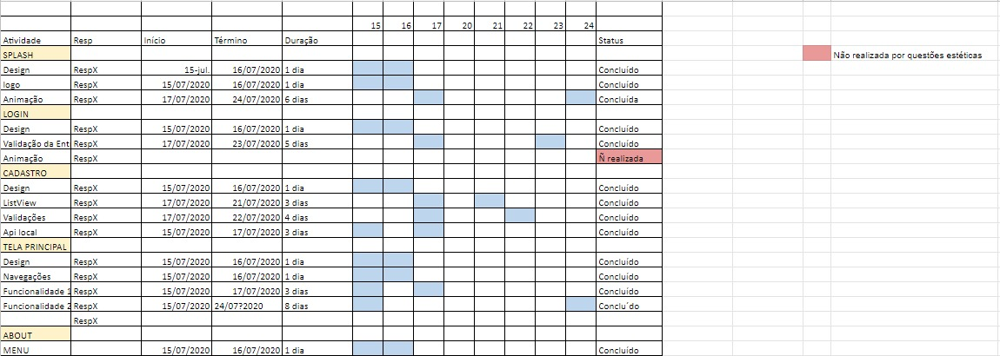 15 16 17 20 21 22 23 24
Atividade Resp Início Término Duração Status
SPLASH Não realizada por questões estéticas
Design RespX 15-jul. 16/07/2020 1 dia Concluído
logo RespX 15/07/2020 16/07/2020 1 dia Concluído
Animação RespX 17/07/2020 24/07/2020 6 dias Concluída
LOGIN
Design RespX 15/07/2020 16/07/2020 1 dia Concluído
Validação da Ent RespX 17/07/2020 23/07/2020 5 dias Concluído
Animação RespX Ñ realizada
CADASTRO
Design RespX 15/07/2020 16/07/2020 1 dia Concluído
ListView RespX 17/07/2020 21/07/2020 3 dias Concluído
Validações RespX 17/07/2020 22/07/2020 4 dias Concluído
Api local RespX 15/07/2020 17/07/2020 3 dias Concluído
TELA PRINCIPAL
Design RespX 15/07/2020 16/07/2020 1 dia Concluído
Navegações RespX 15/07/2020 16/07/2020 1 dia Concluído
Funcionalidade 1 RespX 15/07/2020 17/07/2020 3 dias Concluído
Funcionalidade 2 RespX 15/07/2020 24/07?2020 8 dias Conclu´do
RespX
ABOUT
MENU 15/07/2020 16/07/2020 1 dia Concluído